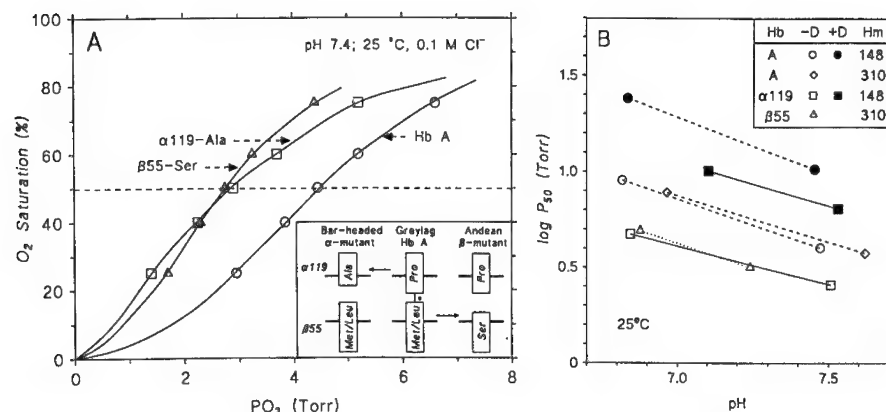 A
pH 7.4; 25 °C, 0.1 M Cl⁻
100
80
60
40
20
0
O₂ Saturation (%)
α119-Ala
β55-Ser
Hb A
Bar-headed Graylag Andean
α-mutant Hb A β-mutant
α119 Ala Pro Pro
β55 Met/Leu Met/Leu Ser
0 2 4 6 8
PO₂ (Torr)
B
Hb -D +D Hm
A 148
A 310
α119 148
β55 310
1.5
1.0
0.5
0
log P₅₀ (Torr)
25°C
7.0 7.5
pH